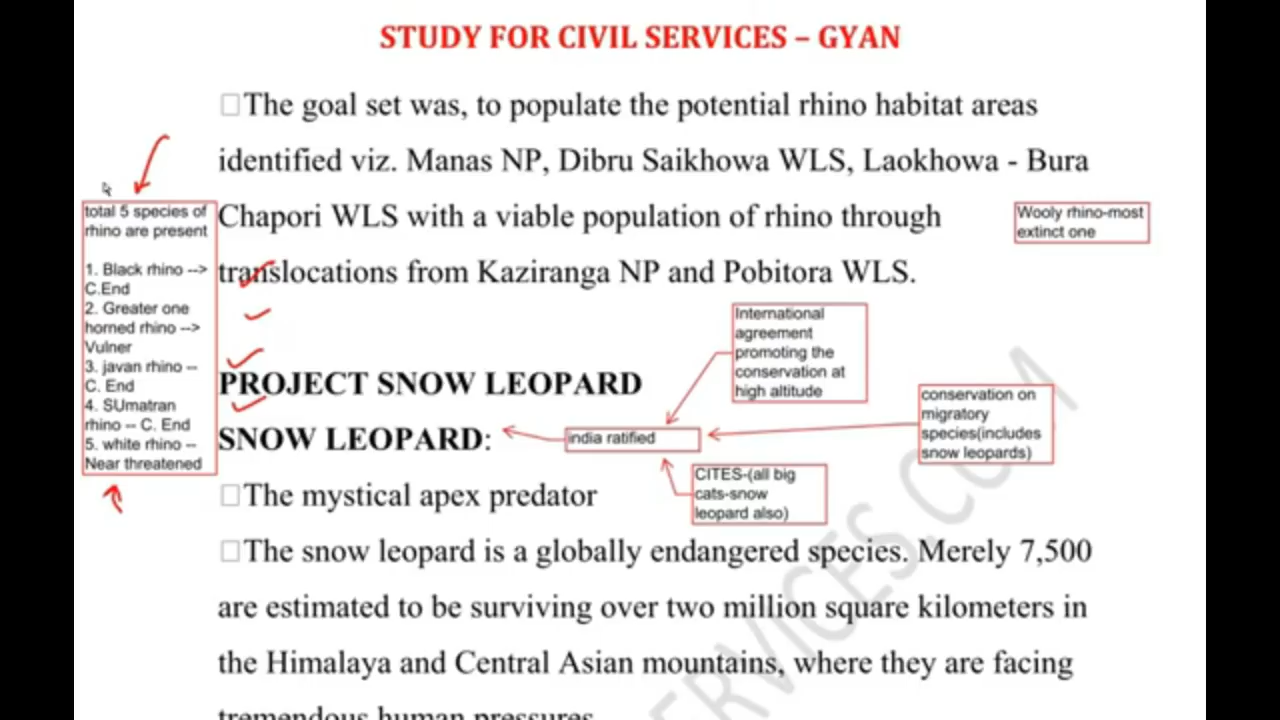 STUDY FOR CIVIL SERVICES – GYAN
The goal set was, to populate the potential rhino habitat areas
identified viz. Manas NP, Dibru Saikhowa WLS, Laokhowa - Bura
Chapori WLS with a viable population of rhino through
translocations from Kaziranga NP and Pobitora WLS.
total 5 species of
rhino are present
1. Black rhino -->
C.End
2. Greater one
horned rhino -->
Vulner
3. javan rhino --
C. End
4. SUmatran
rhino -- C. End
5. white rhino --
Near threatened
Wooly rhino-most
extinct one
International
agreement
promoting the
conservation at
high altitude
PROJECT SNOW LEOPARD
SNOW LEOPARD:
india ratified
conservation on
migratory
species(includes
snow leopards)
CITES-(all big
cats-snow
leopard also)
The mystical apex predator
The snow leopard is a globally endangered species. Merely 7,500
are estimated to be surviving over two million square kilometers in
the Himalaya and Central Asian mountains, where they are facing
tremendous human pressures.
SERVICES.COM